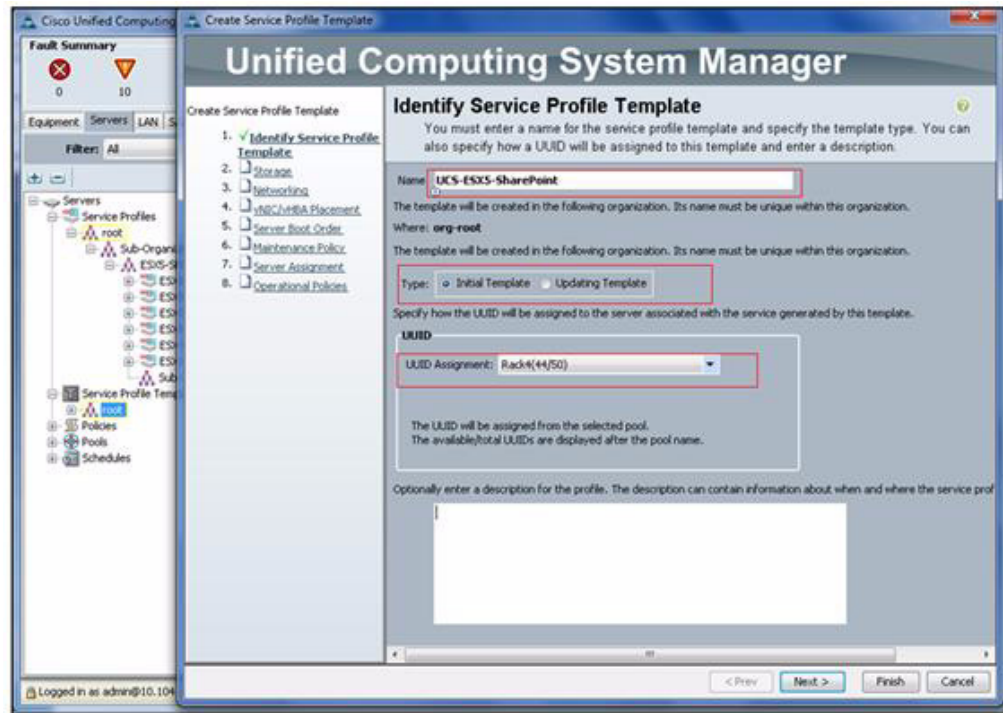 Cisco Unified Computing
Fault Summary
0
10
Equipment Servers LAN
Filter: All
Servers
Service Profiles
root
Sub-Organi
ESX5-S
Sub
Service Profile Temp
root
Policies
Pools
Schedules
Logged in as admin@10.104
Create Service Profile Template
Unified Computing System Manager
Create Service Profile Template
1. Identify Service Profile
Template
2. Storage
3. Networking
4. vNIC/vHBA Placement
5. Server Boot Order
6. Maintenance Policy
7. Server Assignment
8. Operational Policies
Identify Service Profile Template
You must enter a name for the service profile template and specify the template type. You can
also specify how a UUID will be assigned to this template and enter a description.
Name: UCS-ESX5-SharePoint
The template will be created in the following organization. Its name must be unique within this organization.
Where: org-root
The template will be created in the following organization. Its name must be unique within this organization.
Type: Initial Template Updating Template
Specify how the UUID will be assigned to the server associated with the service generated by this template.
UUID
UUID Assignment: Rack4(44/50)
The UUID will be assigned from the selected pool.
The available/total UUIDs are displayed after the pool name.
Optionally enter a description for the profile. The description can contain information about when and where the service prof
< Prev Next > Finish Cancel